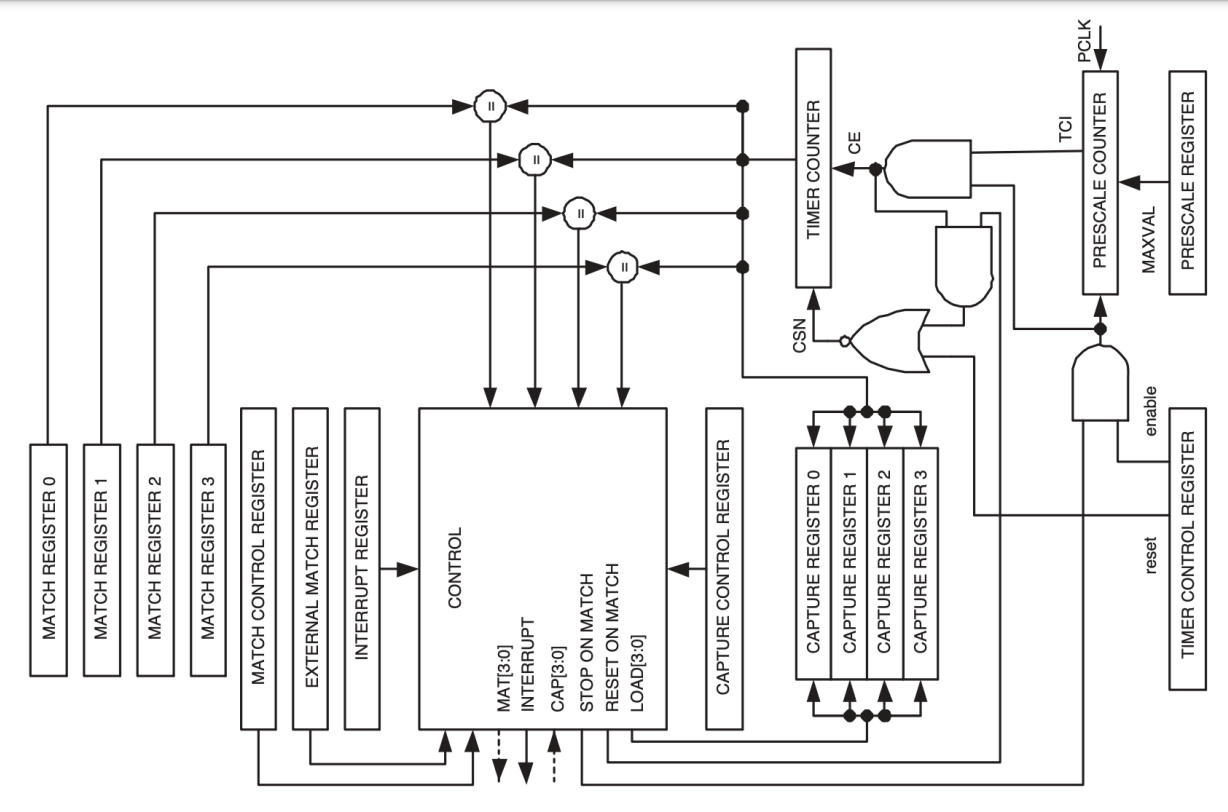 MATCH REGISTER 0
MATCH REGISTER 1
MATCH REGISTER 2
MATCH REGISTER 3
MATCH CONTROL REGISTER
EXTERNAL MATCH REGISTER
INTERRUPT REGISTER
CONTROL
MAT[3:0]
INTERRUPT
CAP[3:0]
STOP ON MATCH
RESET ON MATCH
LOAD[3:0]
=
=
=
=
CAPTURE CONTROL REGISTER
CSN
TIMER COUNTER
CE
CAPTURE REGISTER 0
CAPTURE REGISTER 1
CAPTURE REGISTER 2
CAPTURE REGISTER 3
TCI
PCLK
PRESCALE COUNTER
MAXVAL
PRESCALE REGISTER
reset
enable
TIMER CONTROL REGISTER